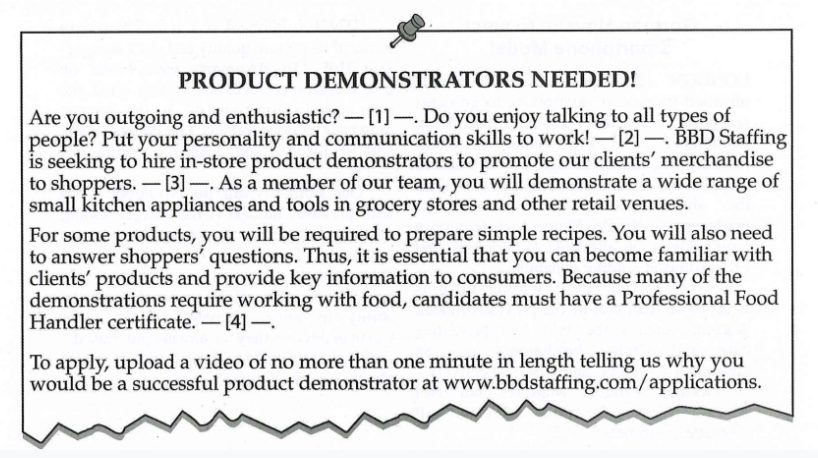 PRODUCT DEMONSTRATORS NEEDED!
Are you outgoing and enthusiastic? — [1] —. Do you enjoy talking to all types of
people? Put your personality and communication skills to work! — [2] —. BBD Staffing
is seeking to hire in-store product demonstrators to promote our clients' merchandise
to shoppers. — [3] —. As a member of our team, you will demonstrate a wide range of
small kitchen appliances and tools in grocery stores and other retail venues.
For some products, you will be required to prepare simple recipes. You will also need
to answer shoppers' questions. Thus, it is essential that you can become familiar with
clients' products and provide key information to consumers. Because many of the
demonstrations require working with food, candidates must have a Professional Food
Handler certificate. — [4] —.
To apply, upload a video of no more than one minute in length telling us why you
would be a successful product demonstrator at www.bbdstaffing.com/applications.